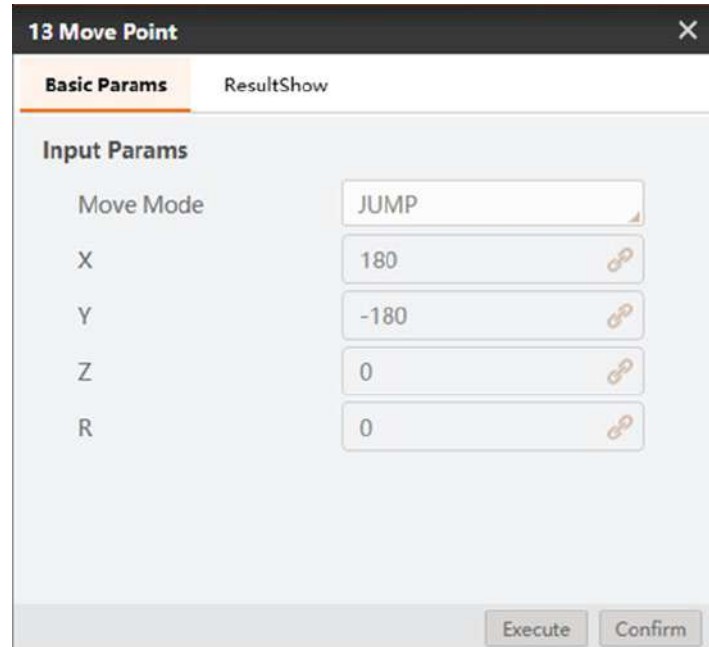 13 Move Point
Basic Params ResultShow
Input Params
Move Mode JUMP
X 180
Y -180
Z 0
R 0
Execute Confirm